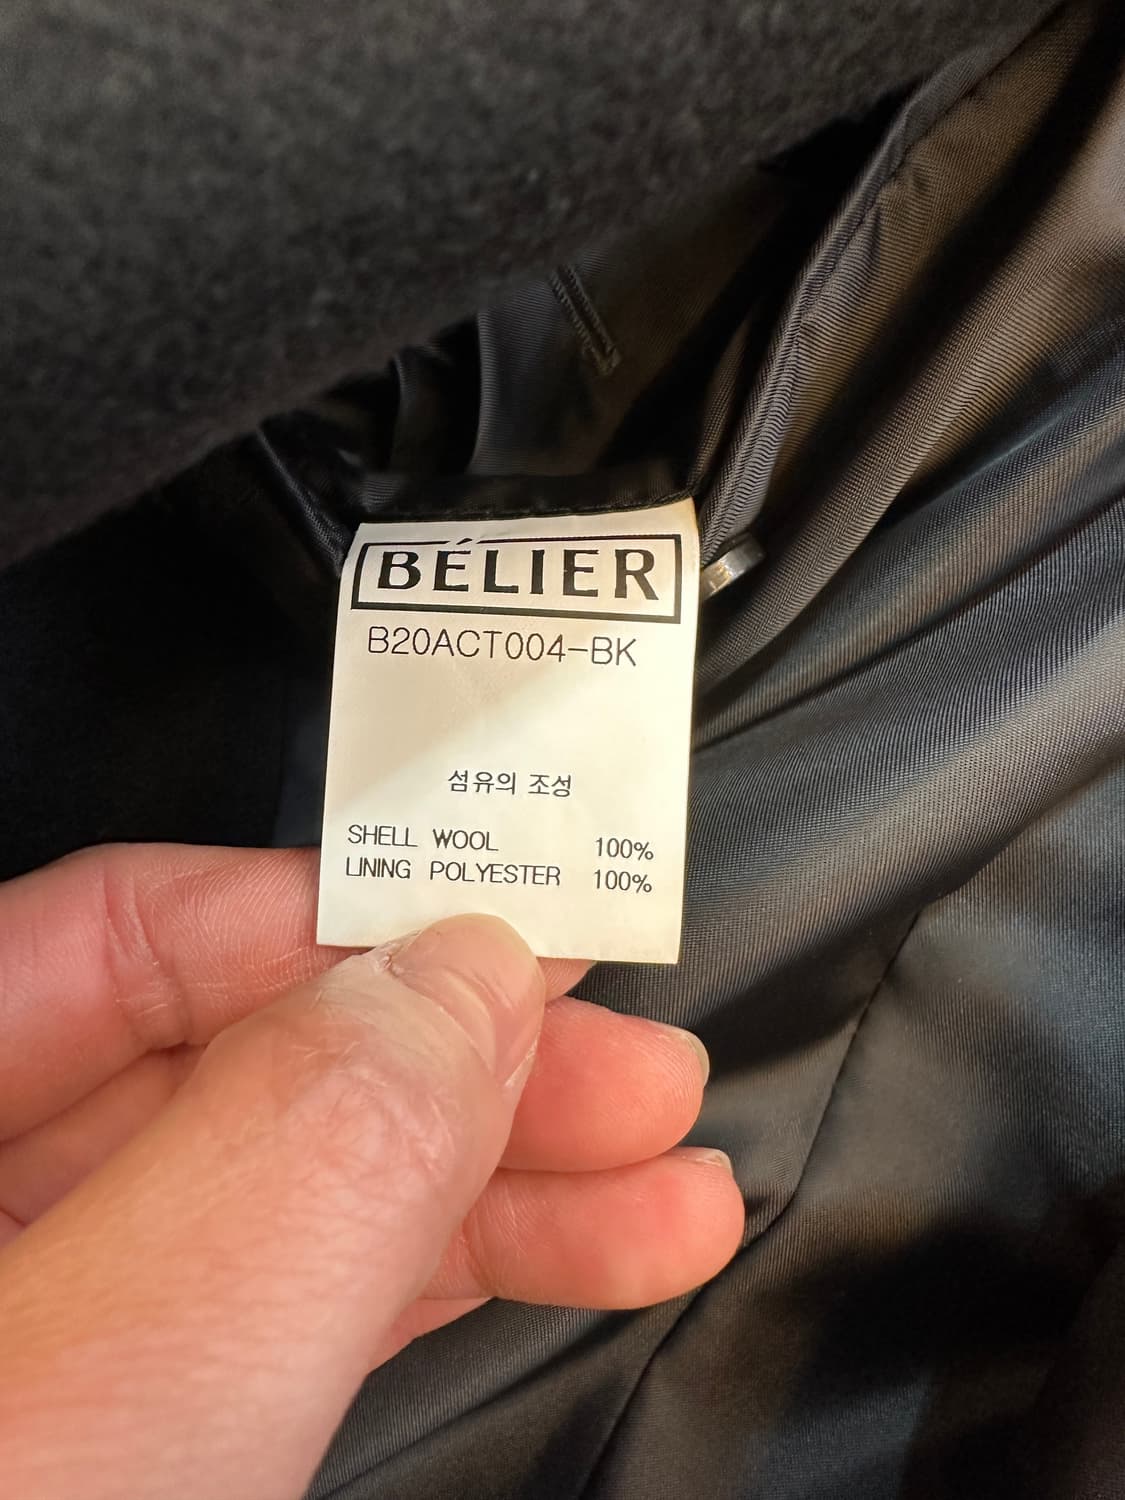 BÉLIER
B20ACT004-BK
섬유의 조성
SHELL WOOL 100%
LINING POLYESTER 100%